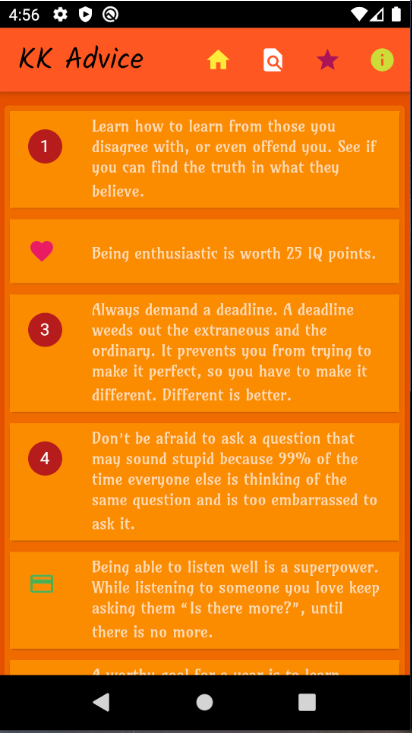 4:56
KK Advice
1
Learn how to learn from those you
disagree with, or even offend you. See if
you can find the truth in what they
believe.
Being enthusiastic is worth 25 IQ points.
3
Always demand a deadline. A deadline
weeds out the extraneous and the
ordinary. It prevents you from trying to
make it perfect, so you have to make it
different. Different is better.
4
Don't be afraid to ask a question that
may sound stupid because 99% of the
time everyone else is thinking of the
same question and is too embarrassed to
ask it.
Being able to listen well is a superpower.
While listening to someone you love keep
asking them “Is there more?”, until
there is no more.
A worthy goal for a year is to learn